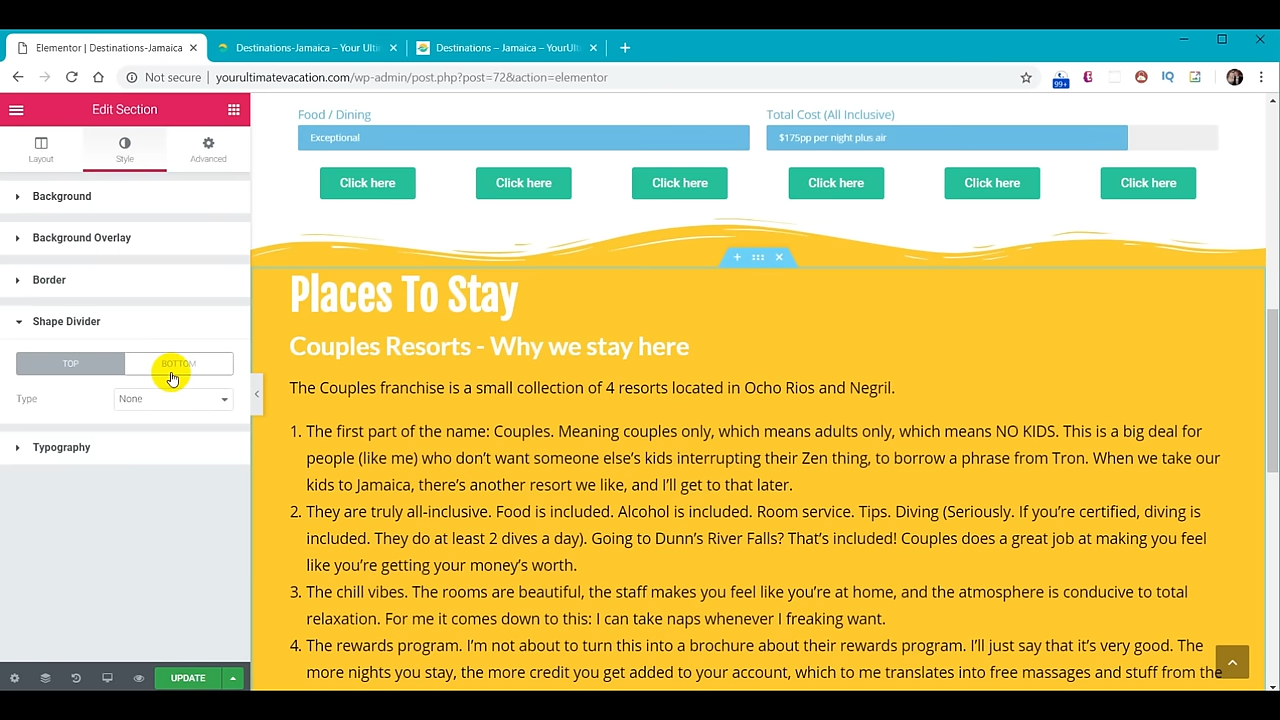 Elementor | Destinations-Jamaica
Destinations-Jamaica – Your Ulti
Destinations – Jamaica – YourUlt
Not secure | yourultimatevacation.com/wp-admin/post.php?post=72&action=elementor
99+
IQ
Edit Section
Layout
Style
Advanced
Background
Background Overlay
Border
Shape Divider
TOP
BOTTOM
Type
None
Typography
UPDATE
Food / Dining
Total Cost (All Inclusive)
Exceptional
$175pp per night plus air
Click here
Click here
Click here
Click here
Click here
Click here
Places To Stay
Couples Resorts - Why we stay here
The Couples franchise is a small collection of 4 resorts located in Ocho Rios and Negril.
1. The first part of the name: Couples. Meaning couples only, which means adults only, which means NO KIDS. This is a big deal for
people (like me) who don’t want someone else’s kids interrupting their Zen thing, to borrow a phrase from Tron. When we take our
kids to Jamaica, there’s another resort we like, and I’ll get to that later.
2. They are truly all-inclusive. Food is included. Alcohol is included. Room service. Tips. Diving (Seriously. If you’re certified, diving is
included. They do at least 2 dives a day). Going to Dunn’s River Falls? That’s included! Couples does a great job at making you feel
like you’re getting your money’s worth.
3. The chill vibes. The rooms are beautiful, the staff makes you feel like you’re at home, and the atmosphere is conducive to total
relaxation. For me it comes down to this: I can take naps whenever I freaking want.
4. The rewards program. I’m not about to turn this into a brochure about their rewards program. I’ll just say that it’s very good. The
more nights you stay, the more credit you get added to your account, which to me translates into free massages and stuff from the